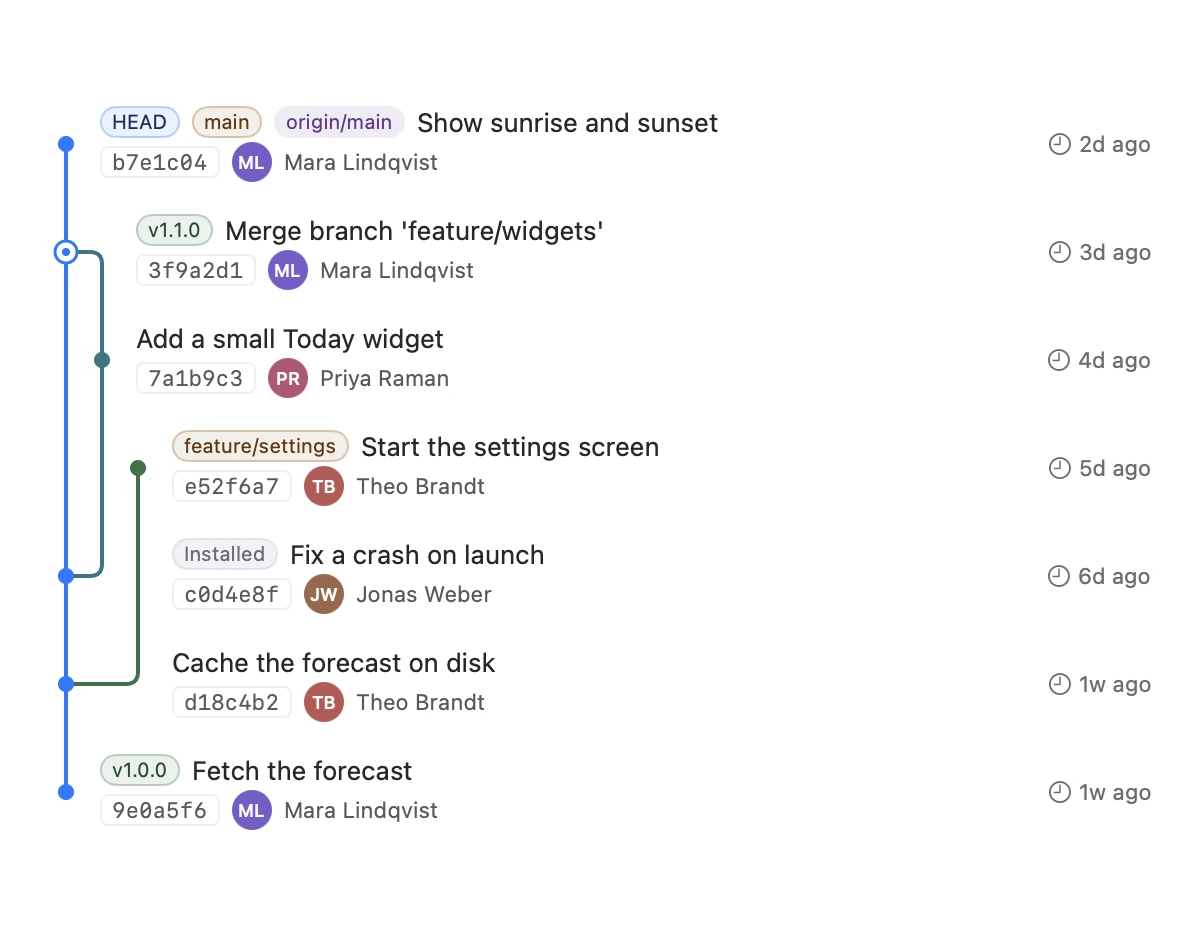 HEAD main origin/main Show sunrise and sunset
b7e1c04 ML Mara Lindqvist
2d ago
v1.1.0 Merge branch 'feature/widgets'
3f9a2d1 ML Mara Lindqvist
3d ago
Add a small Today widget
7a1b9c3 PR Priya Raman
4d ago
feature/settings Start the settings screen
e52f6a7 TB Theo Brandt
5d ago
Installed Fix a crash on launch
c0d4e8f JW Jonas Weber
6d ago
Cache the forecast on disk
d18c4b2 TB Theo Brandt
1w ago
v1.0.0 Fetch the forecast
9e0a5f6 ML Mara Lindqvist
1w ago